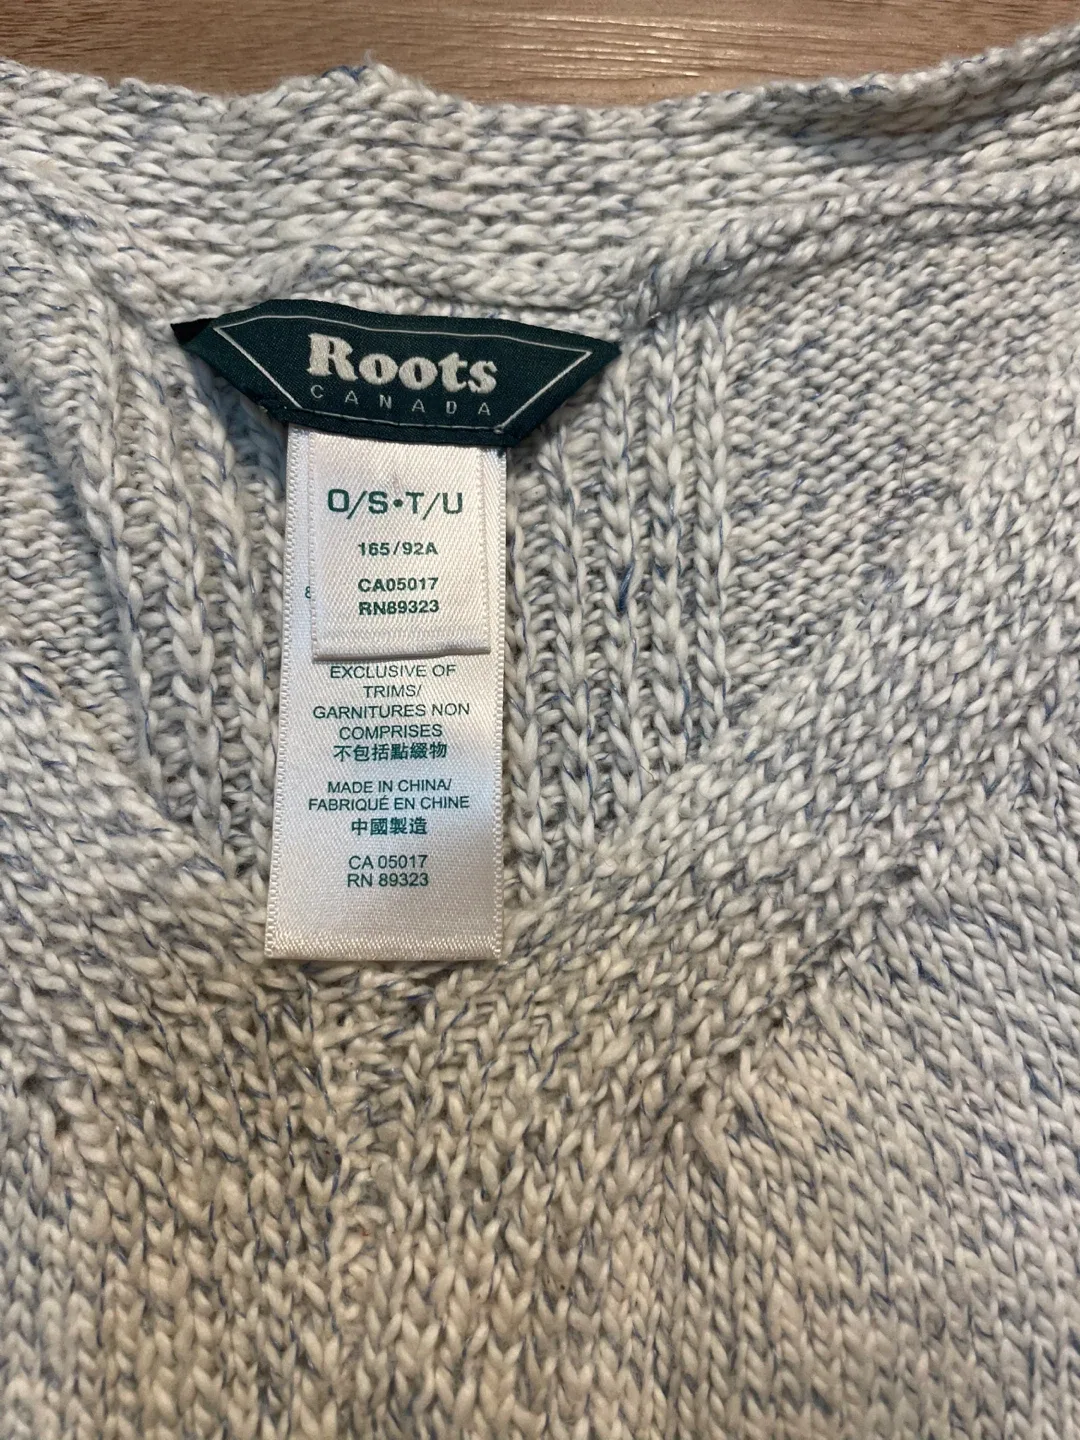 Roots
CANADA
O/S•T/U
165/92A
CA05017
RN89323
EXCLUSIVE OF
TRIMS/
GARNITURES NON
COMPRISES
不包括點綴物
MADE IN CHINA/
FABRIQUÉ EN CHINE
中國製造
CA 05017
RN 89323